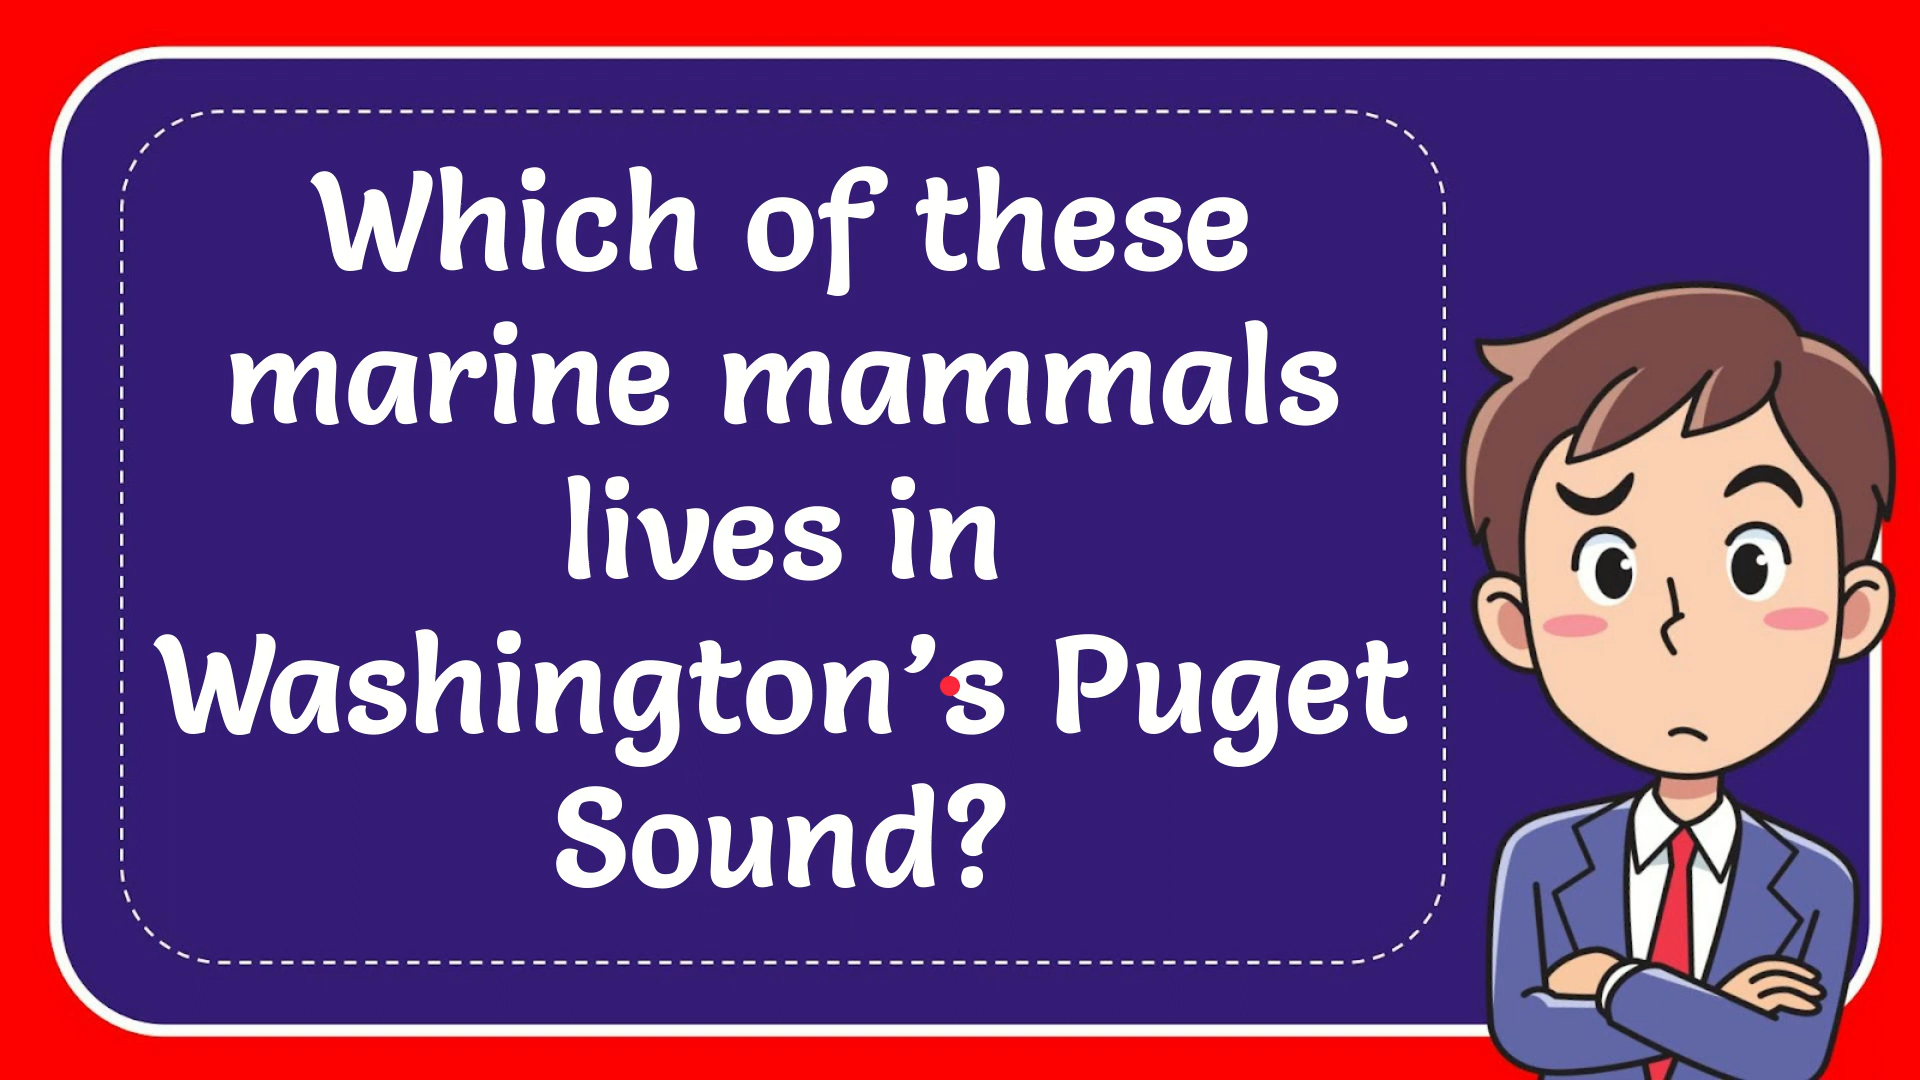 Which of these
marine mammals
lives in
Washington’s Puget
Sound?